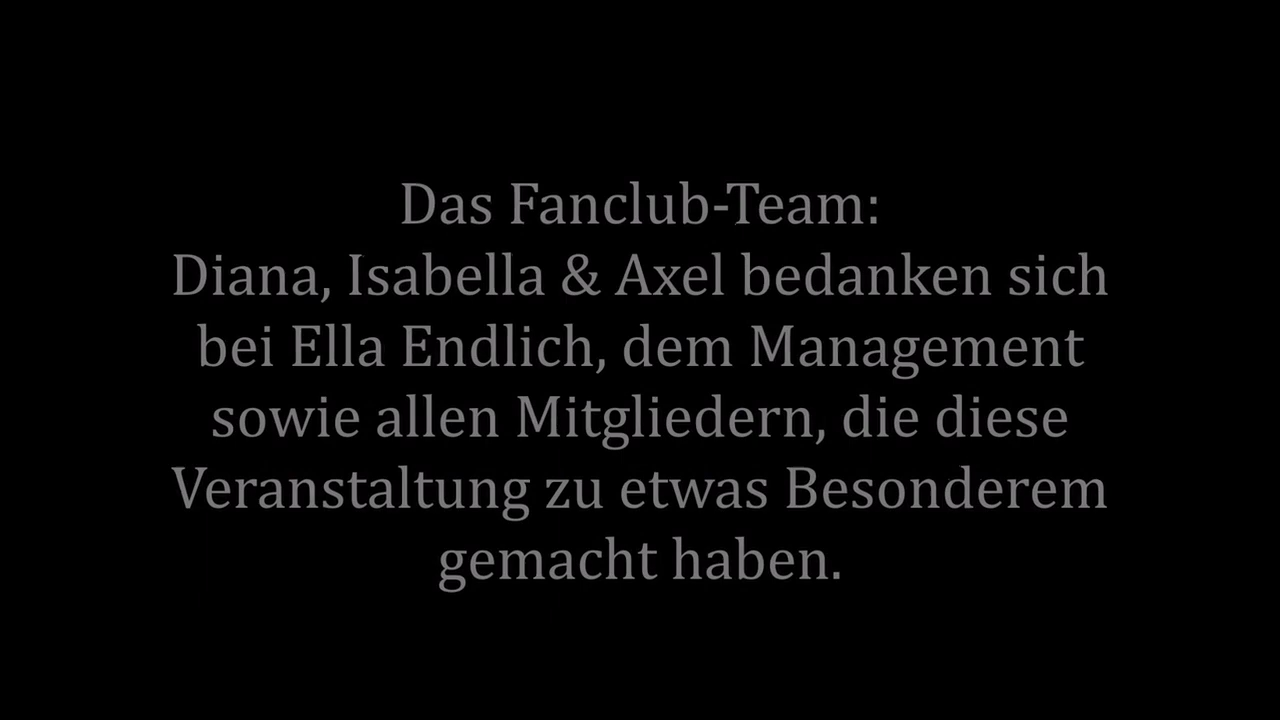 Das Fanclub-Team:
Diana, Isabella & Axel bedanken sich
bei Ella Endlich, dem Management
sowie allen Mitgliedern, die diese
Veranstaltung zu etwas Besonderem
gemacht haben.